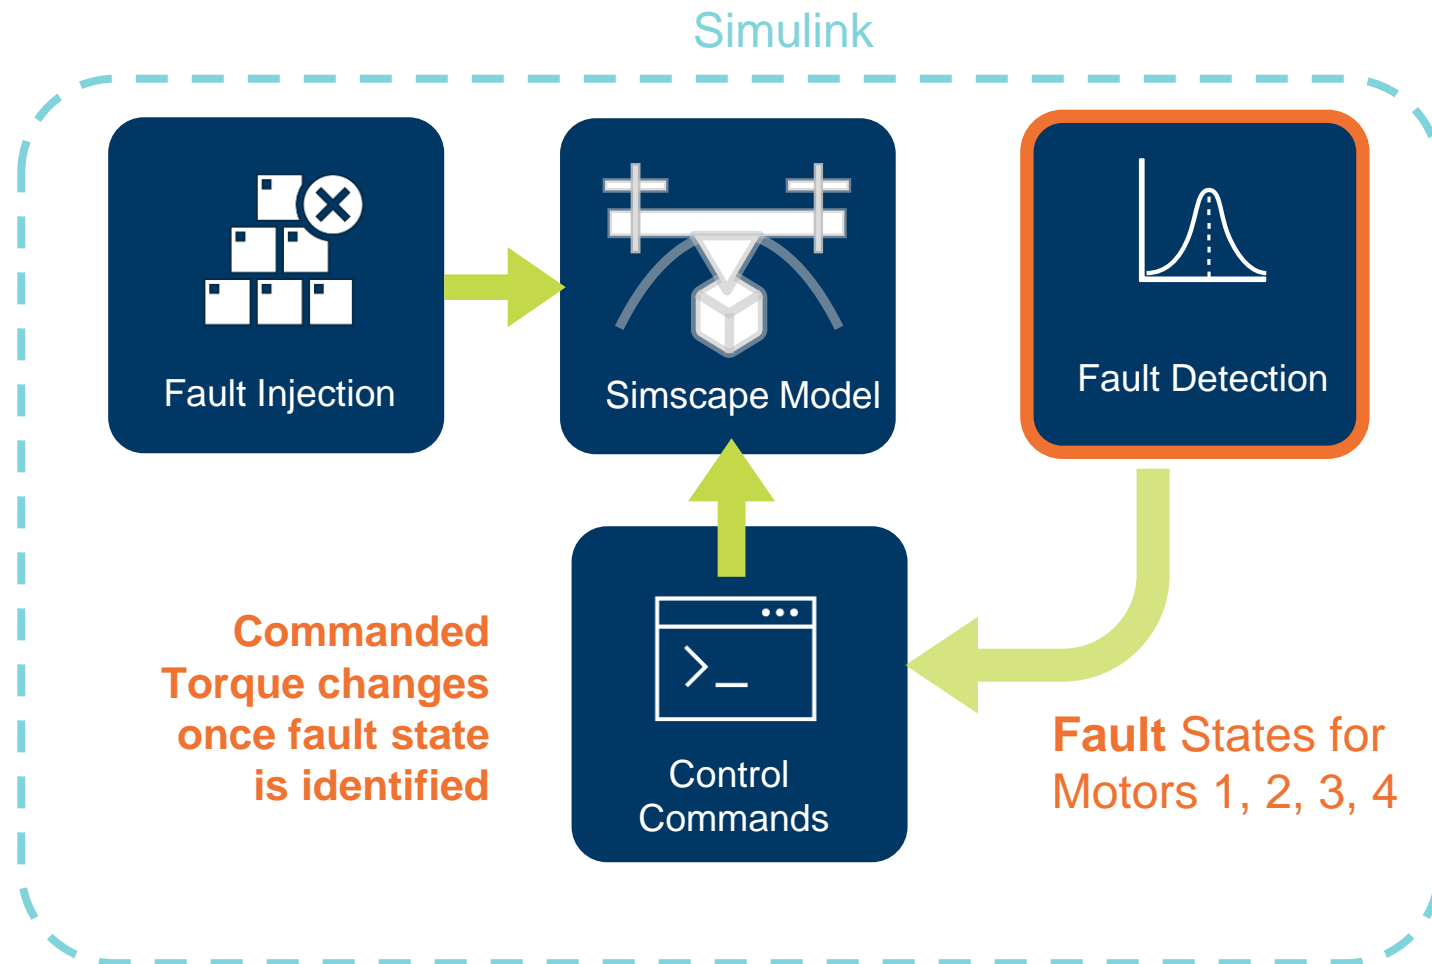 Simulink
Fault Injection
Simscape Model
Fault Detection
Commanded
Torque changes
once fault state
is identified
Control
Commands
Fault States for
Motors 1, 2, 3, 4